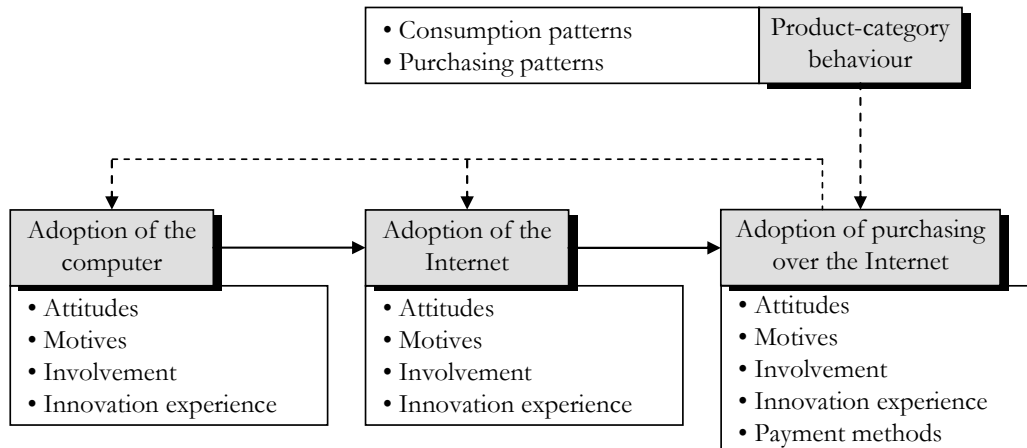 • Consumption patterns
• Purchasing patterns
Product-category
behaviour
Adoption of the
computer
• Attitudes
• Motives
• Involvement
• Innovation experience
Adoption of the
Internet
• Attitudes
• Motives
• Involvement
• Innovation experience
Adoption of purchasing
over the Internet
• Attitudes
• Motives
• Involvement
• Innovation experience
• Payment methods